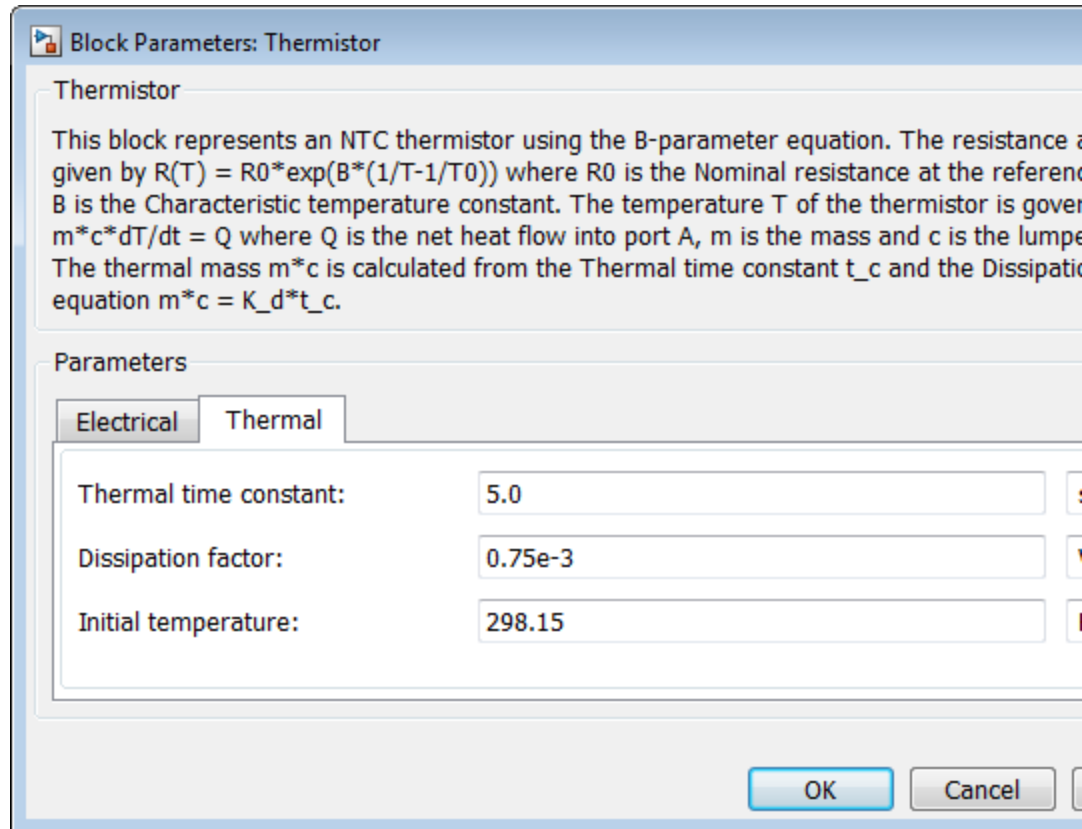 Block Parameters: Thermistor
Thermistor
This block represents an NTC thermistor using the B-parameter equation. The resistance
given by R(T) = R0*exp(B*(1/T-1/T0)) where R0 is the Nominal resistance at the
B is the Characteristic temperature constant. The temperature T of the thermistor is
m*c*dT/dt = Q where Q is the net heat flow into port A, m is the mass and c is the
The thermal mass m*c is calculated from the Thermal time constant t_c and the
equation m*c = K_d*t_c.
Parameters
Electrical Thermal
Thermal time constant: 5.0
Dissipation factor: 0.75e-3
Initial temperature: 298.15
OK Cancel